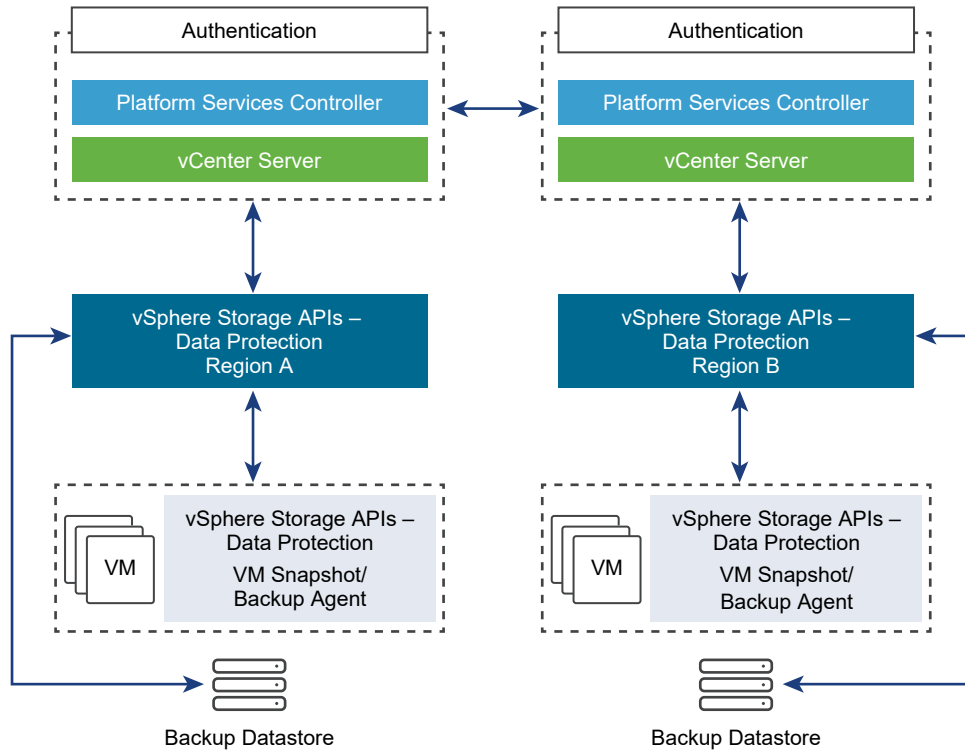 Authentication
Platform Services Controller
vCenter Server
vSphere Storage APIs –
Data Protection
Region A
VM
vSphere Storage APIs –
Data Protection
VM Snapshot/
Backup Agent
Backup Datastore
Authentication
Platform Services Controller
vCenter Server
vSphere Storage APIs –
Data Protection
Region B
VM
vSphere Storage APIs –
Data Protection
VM Snapshot/
Backup Agent
Backup Datastore